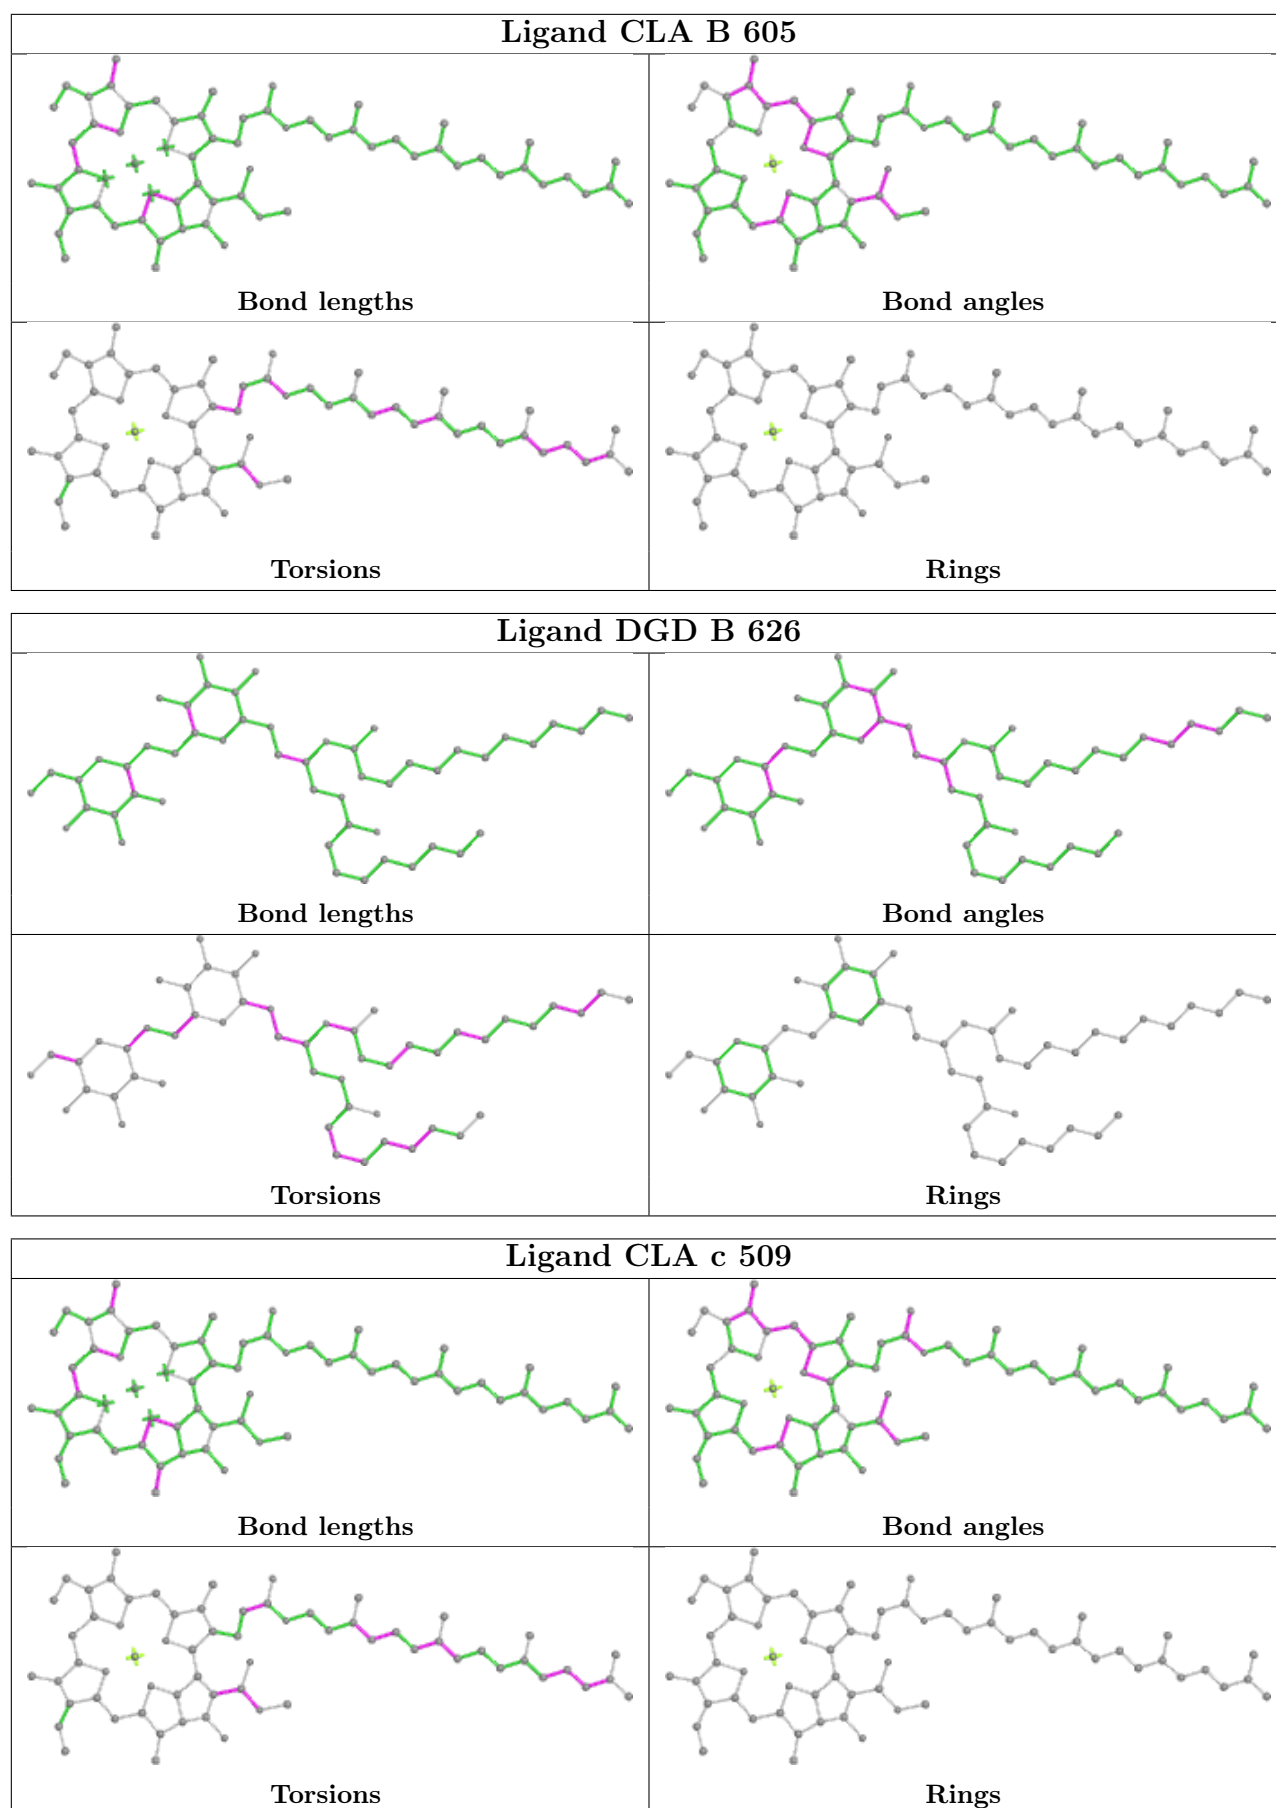 Ligand CLA B 605
Bond lengths
Bond angles
Torsions
Rings
Ligand DGD B 626
Bond lengths
Bond angles
Torsions
Rings
Ligand CLA c 509
Bond lengths
Bond angles
Torsions
Rings